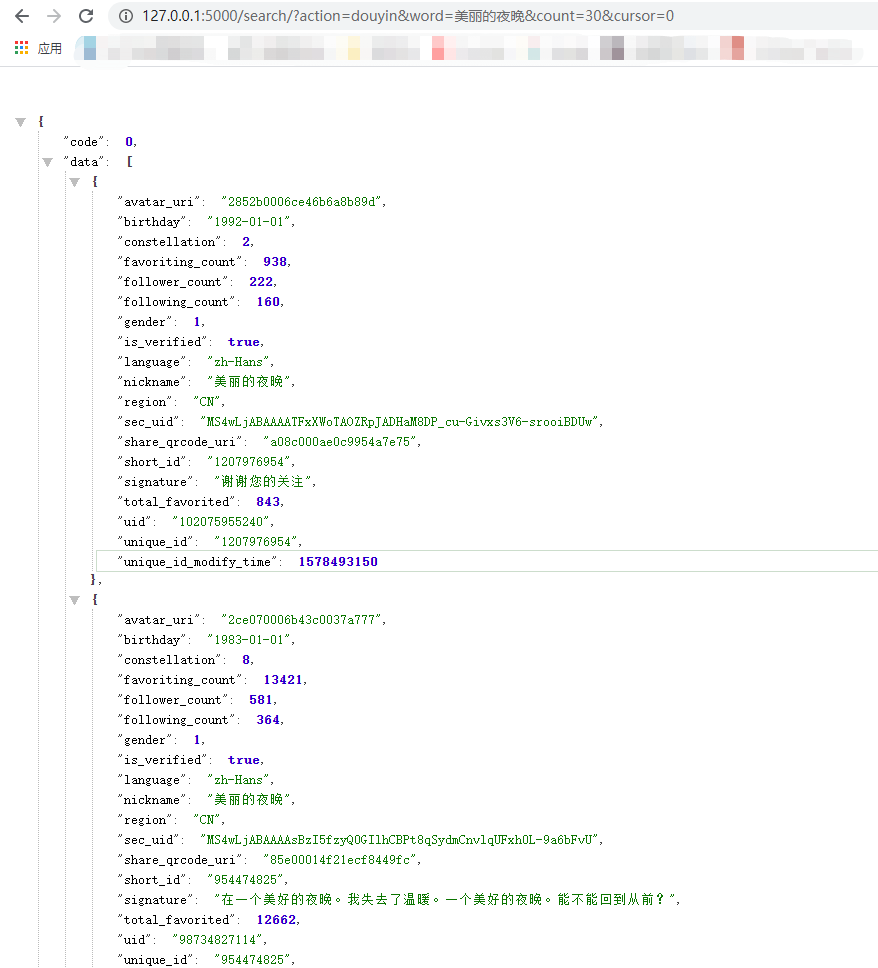 127.0.0.1:5000/search/?action=douyin&word=美丽的夜晚&count=30&cursor=0
应用
{
"code": 0,
"data": [
{
"avatar_uri": "2852b0006ce46b6a8b89d",
"birthday": "1992-01-01",
"constellation": 2,
"favoriting_count": 938,
"follower_count": 222,
"following_count": 160,
"gender": 1,
"is_verified": true,
"language": "zh-Hans",
"nickname": "美丽的夜晚",
"region": "CN",
"sec_uid": "MS4wLjABAAAATFxXWoTAOZRpJADHaM8DP_cu-Givxs3V6-srooiBDUw",
"share_qrcode_uri": "a08c000ae0c9954a7e75",
"short_id": "1207976954",
"signature": "谢谢您的关注",
"total_favorited": 843,
"uid": "102075955240",
"unique_id": "1207976954",
"unique_id_modify_time": 1578493150
},
{
"avatar_uri": "2ce070006b43c0037a777",
"birthday": "1983-01-01",
"constellation": 8,
"favoriting_count": 13421,
"follower_count": 581,
"following_count": 364,
"gender": 1,
"is_verified": true,
"language": "zh-Hans",
"nickname": "美丽的夜晚",
"region": "CN",
"sec_uid": "MS4wLjABAAAAsBzI5fzyQ0GIlhCBPt8qSydmCnvlqUFxh0L-9a6bFvU",
"share_qrcode_uri": "85e00014f21ecf8449fc",
"short_id": "954474825",
"signature": "在一个美好的夜晚。我失去了温暖。一个美好的夜晚。能不能回到从前？",
"total_favorited": 12662,
"uid": "98734827114",
"unique_id": "954474825",